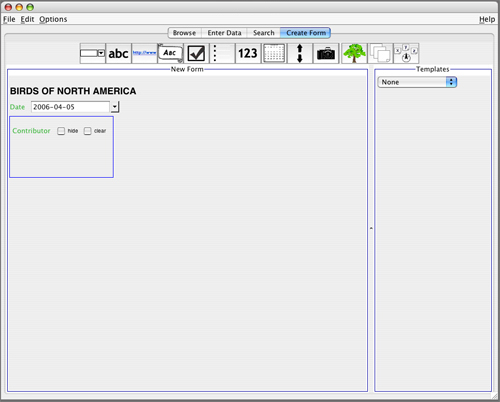 File Edit Options Help
Browse Enter Data Search Create Form
abc http://www Abc 123
New Form
Templates
BIRDS OF NORTH AMERICA
None
Date 2006-04-05
Contributor hide clear